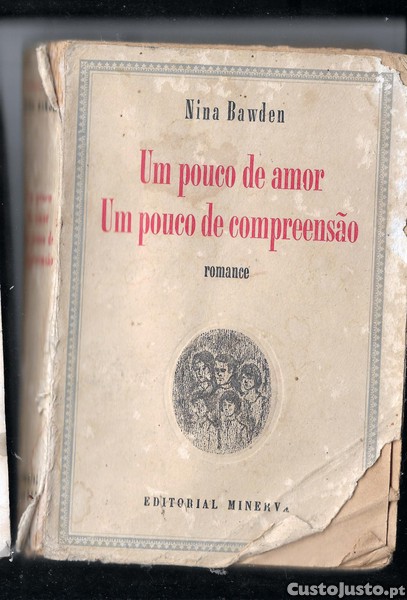 Nina Bawden
Um pouco de amor
Um pouco de compreensão
romance
EDITORIAL MINERVA
CustoJusto.pt